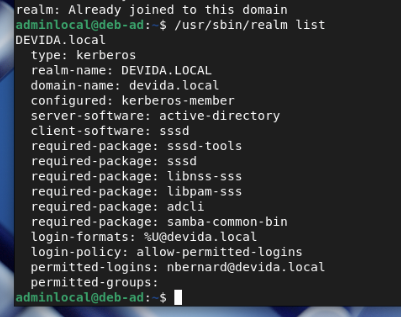 realm: Already joined to this domain
adminlocal@deb-ad:~$ /usr/sbin/realm list
DEVIDA.local
  type: kerberos
  realm-name: DEVIDA.LOCAL
  domain-name: devida.local
  configured: kerberos-member
  server-software: active-directory
  client-software: sssd
  required-package: sssd-tools
  required-package: sssd
  required-package: libnss-sss
  required-package: libpam-sss
  required-package: adcli
  required-package: samba-common-bin
  login-formats: %U@devida.local
  login-policy: allow-permitted-logins
  permitted-logins: nbernard@devida.local
  permitted-groups:
adminlocal@deb-ad:~$